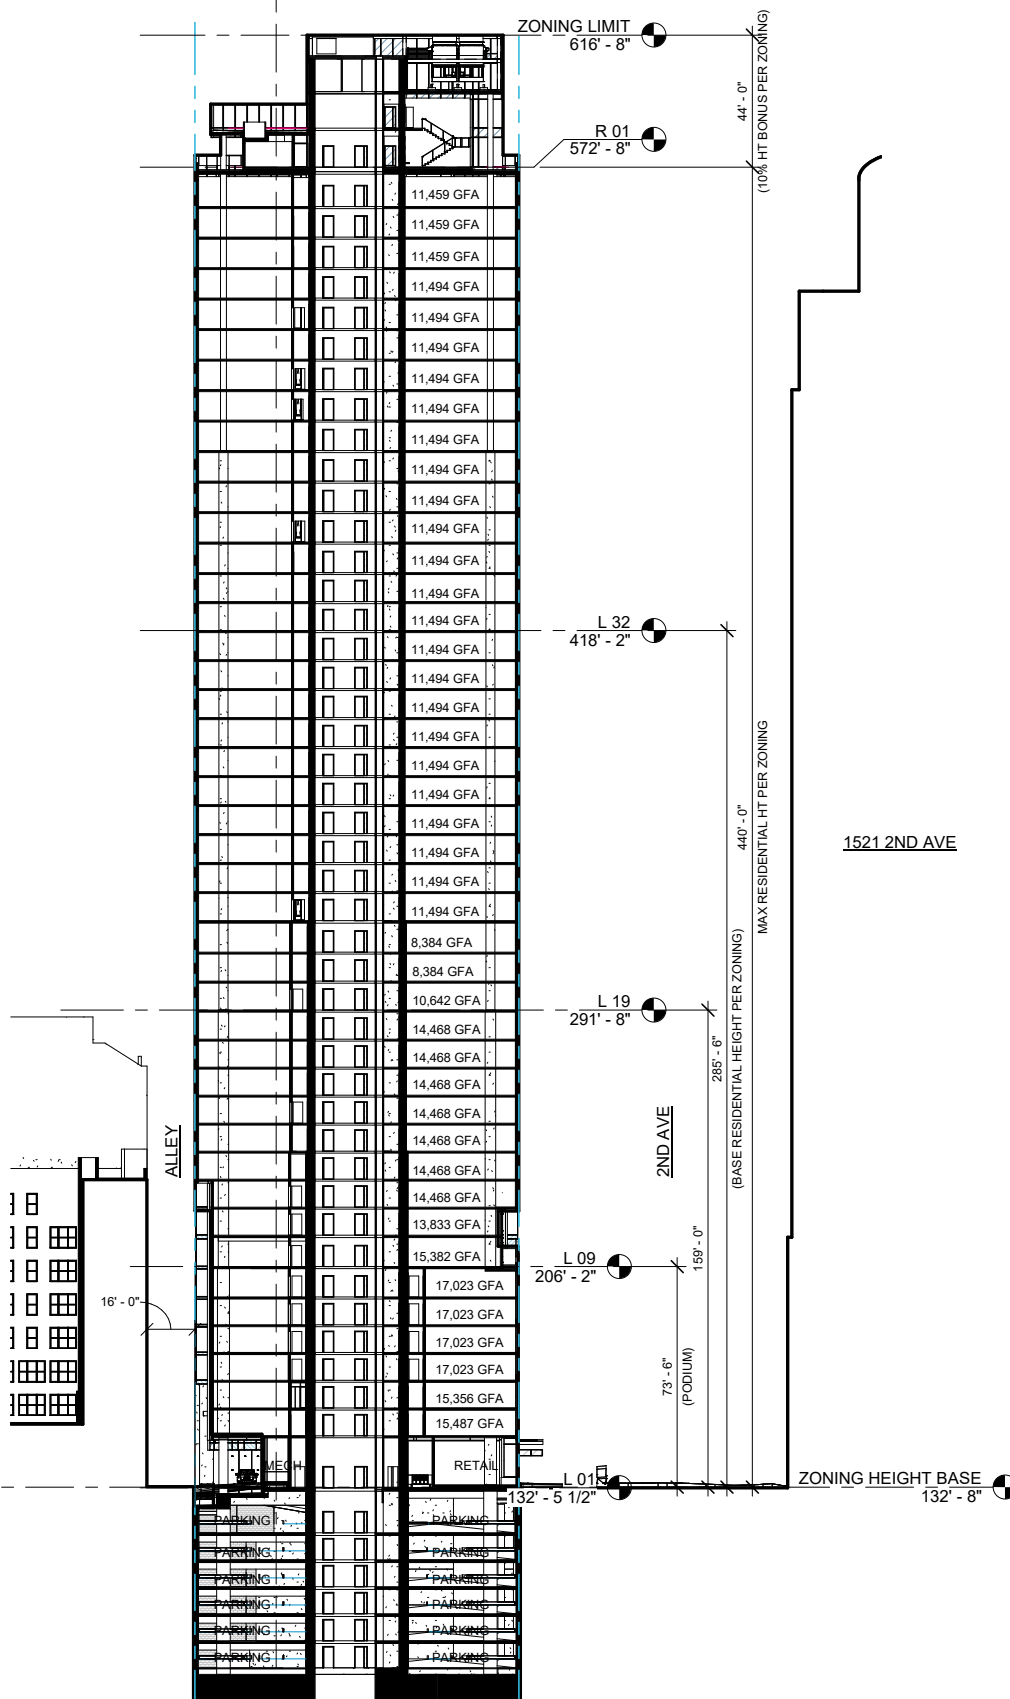 ZONING LIMIT
616' - 8"
44' - 0"
(10% HT BONUS PER ZONING)
R 01
572' - 8"
11,459 GFA
11,459 GFA
11,459 GFA
11,494 GFA
11,494 GFA
11,494 GFA
11,494 GFA
11,494 GFA
11,494 GFA
11,494 GFA
11,494 GFA
11,494 GFA
11,494 GFA
11,494 GFA
11,494 GFA
L 32
418' - 2"
11,494 GFA
11,494 GFA
11,494 GFA
11,494 GFA
11,494 GFA
11,494 GFA
11,494 GFA
11,494 GFA
11,494 GFA
11,494 GFA
440' - 0"
MAX RESIDENTIAL HT PER ZONING
1521 2ND AVE
8,384 GFA
8,384 GFA
10,642 GFA
L 19
291' - 8"
285' - 6"
(BASE RESIDENTIAL HEIGHT PER ZONING)
14,468 GFA
14,468 GFA
14,468 GFA
14,468 GFA
14,468 GFA
14,468 GFA
14,468 GFA
ALLEY
2ND AVE
13,833 GFA
15,382 GFA
159' - 0"
L 09
206' - 2"
16' - 0"
17,023 GFA
17,023 GFA
17,023 GFA
17,023 GFA
15,356 GFA
15,487 GFA
73' - 6"
(PODIUM)
MECH
RETAIL
L 01
132' - 5 1/2"
ZONING HEIGHT BASE
132' - 8"
PARKING PARKING
PARKING PARKING
PARKING PARKING
PARKING PARKING
PARKING PARKING
PARKING PARKING